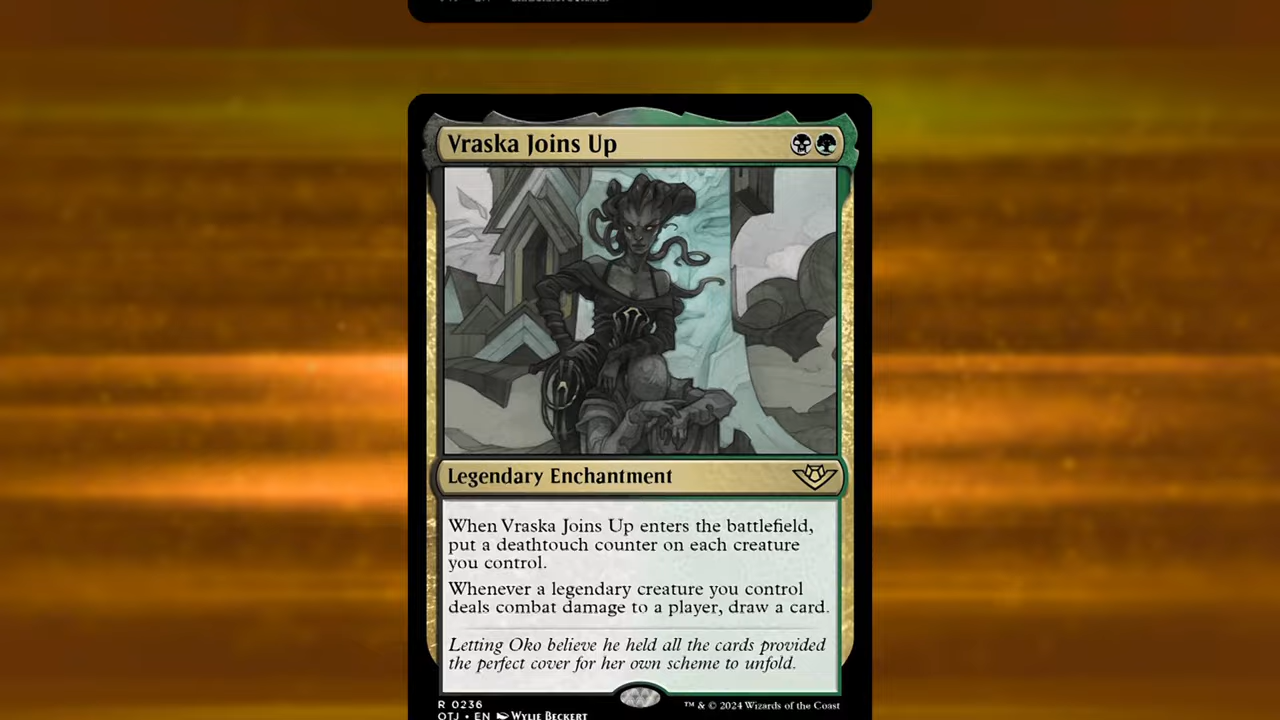 Vraska Joins Up
Legendary Enchantment
When Vraska Joins Up enters the battlefield,
put a deathtouch counter on each creature
you control.
Whenever a legendary creature you control
deals combat damage to a player, draw a card.
Letting Oko believe he held all the cards provided
the perfect cover for her own scheme to unfold.
R 0236
OTJ • EN WYLIE BECKERT
™ & © 2024 Wizards of the Coast